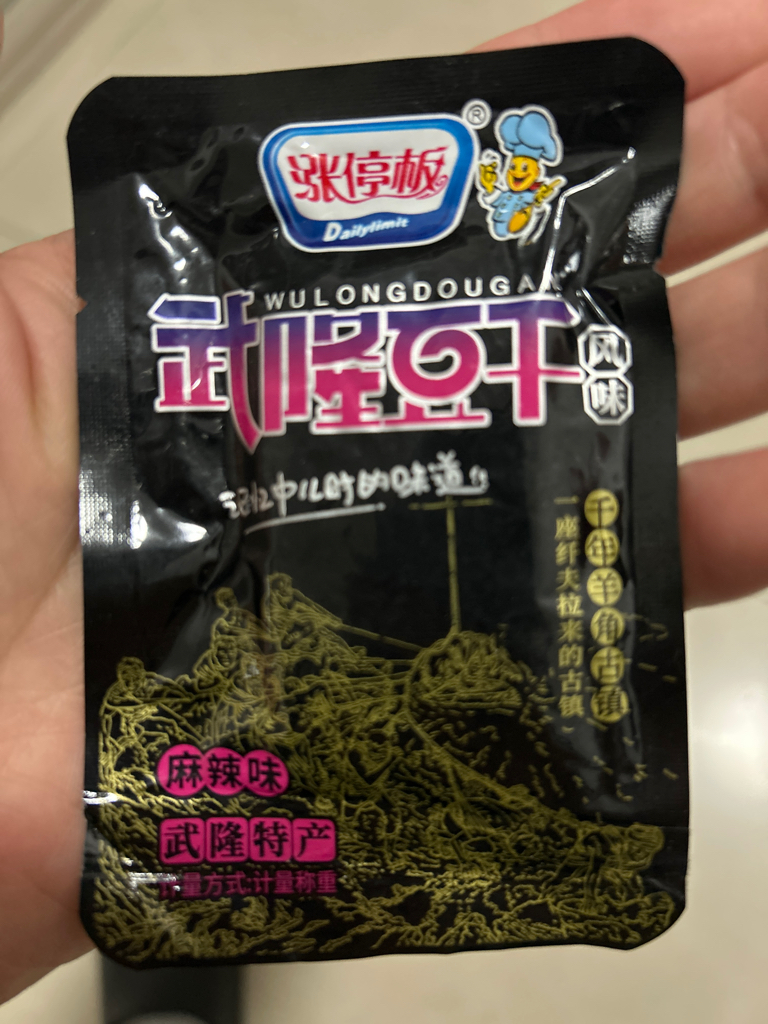 涨停板®
Dailylimit
WULONGDOUGAN
武隆豆干
风味
记忆中儿时的味道
千年羊角古镇
一座纤夫拉来的古镇
麻辣味
武隆特产
计量方式:计量称重